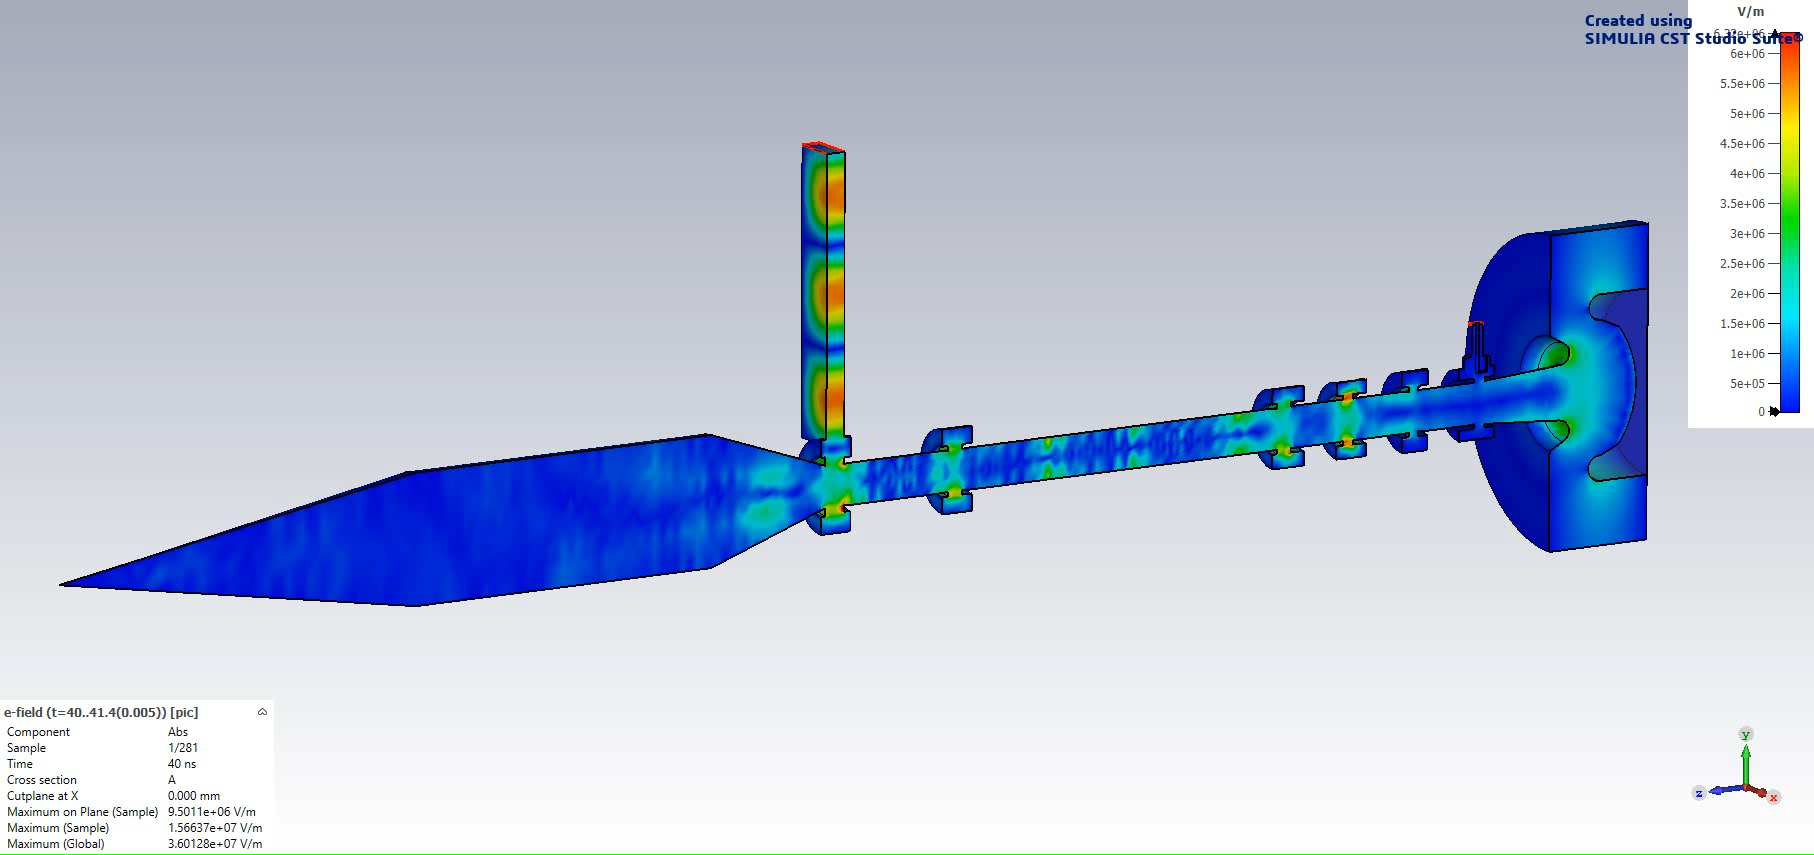 V/m
Created using
SIMULIA CST Studio Suite®
6e+06
5.5e+06
5e+06
4.5e+06
4e+06
3.5e+06
3e+06
2.5e+06
2e+06
1.5e+06
1e+06
5e+05
0
e-field (t=40..41.4(0.005)) [pic]
Component Abs
Sample 1/281
Time 40 ns
Cross section A
Cutplane at X 0.000 mm
Maximum on Plane (Sample) 9.5011e+06 V/m
Maximum (Sample) 1.56637e+07 V/m
Maximum (Global) 3.60128e+07 V/m
y
z
x